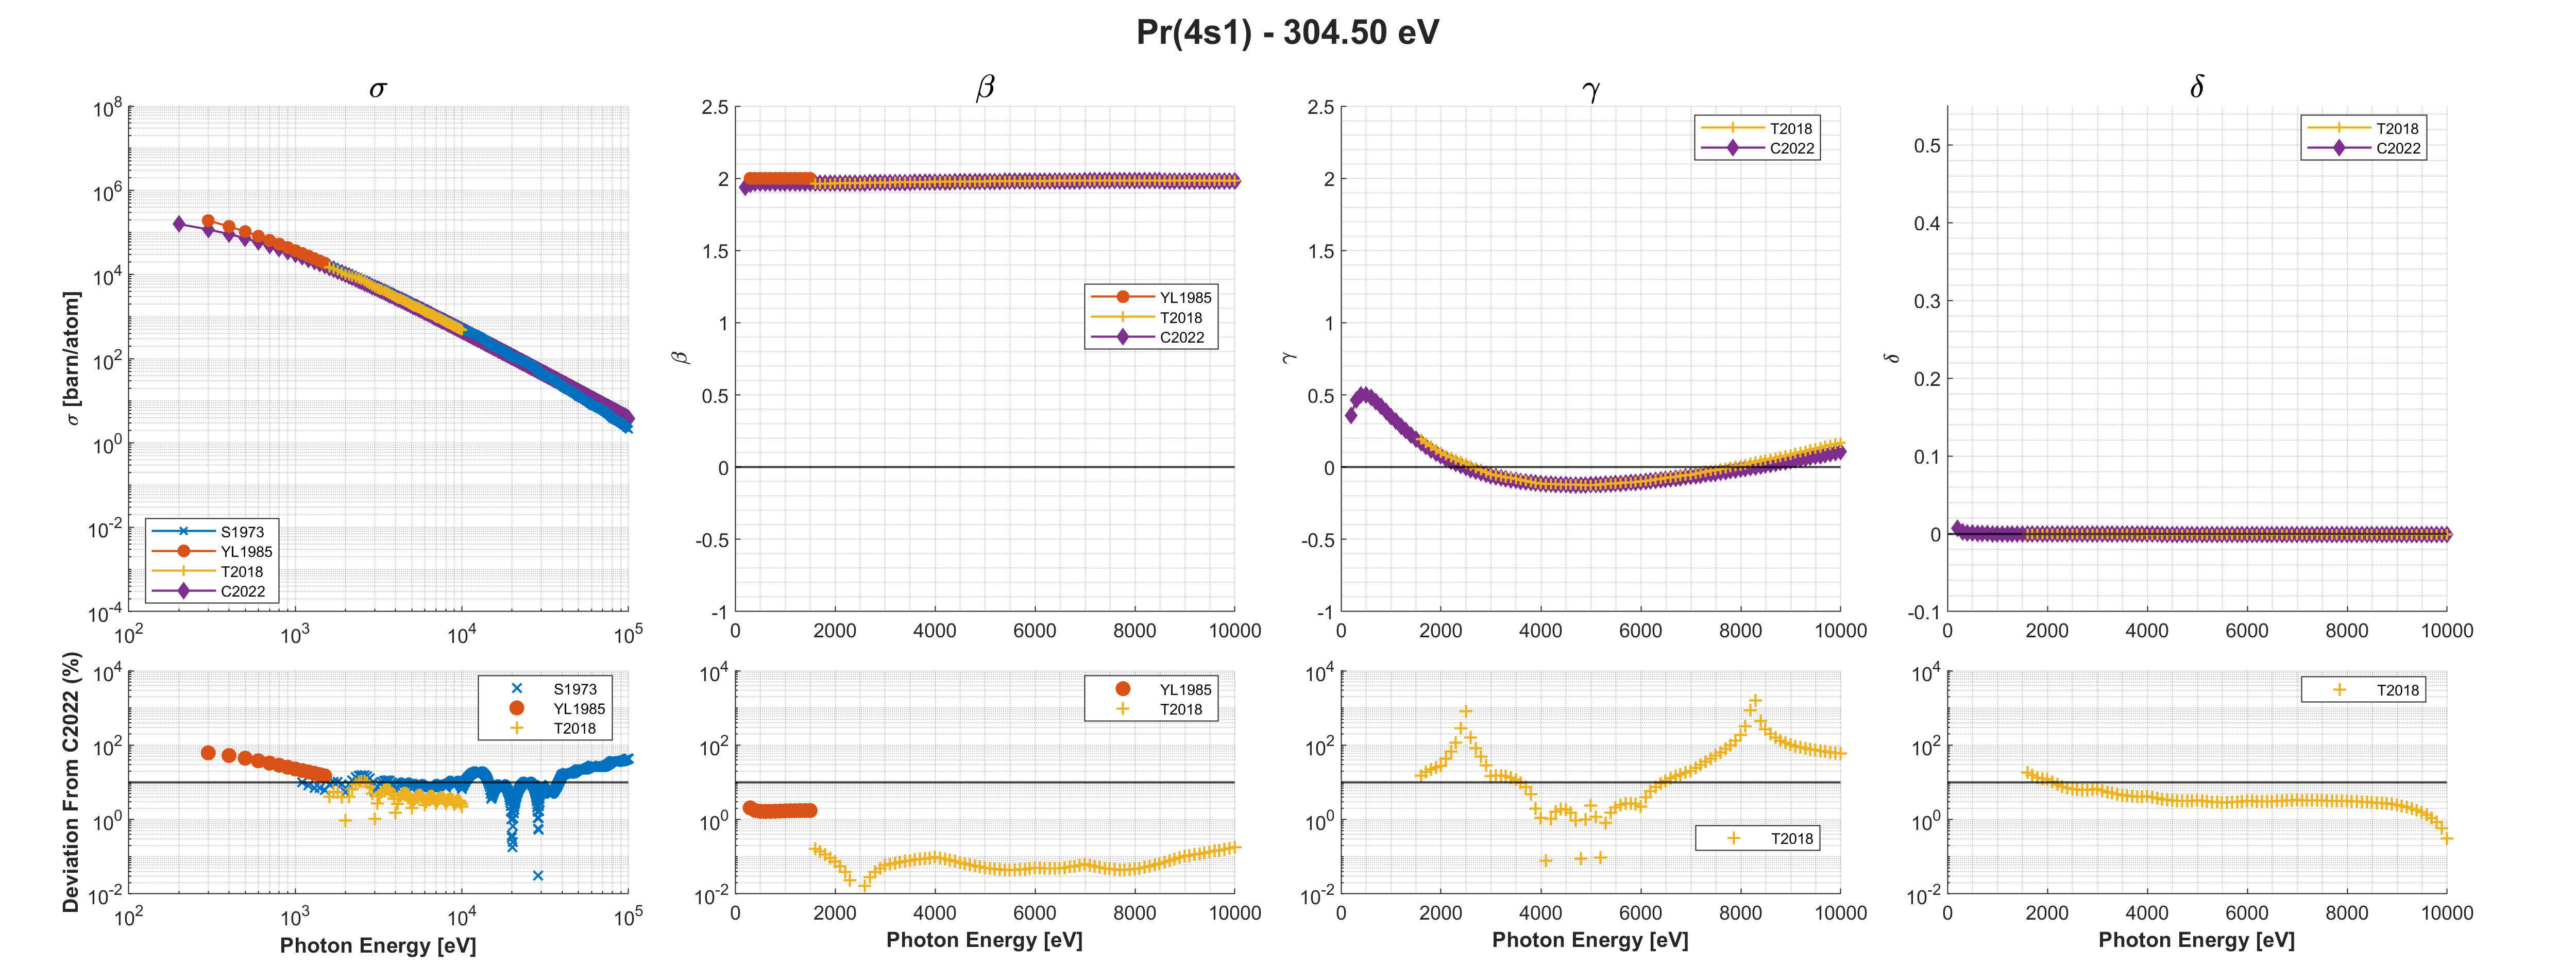 Pr(4s1) - 304.50 eV
σ
σ [barn/atom]
10^8
10^6
10^4
10^2
10^0
10^-2
10^-4
10^2
10^3
10^4
10^5
S1973
YL1985
T2018
C2022
β
β
2.5
2
1.5
1
0.5
0
-0.5
-1
0
2000
4000
6000
8000
10000
YL1985
T2018
C2022
γ
γ
2.5
2
1.5
1
0.5
0
-0.5
-1
0
2000
4000
6000
8000
10000
T2018
C2022
δ
δ
0.5
0.4
0.3
0.2
0.1
0
-0.1
0
2000
4000
6000
8000
10000
T2018
C2022
Deviation From C2022 (%)
10^4
10^2
10^0
10^-2
10^2
10^3
10^4
10^5
S1973
YL1985
T2018
Photon Energy [eV]
10^4
10^2
10^0
10^-2
0
2000
4000
6000
8000
10000
YL1985
T2018
Photon Energy [eV]
10^4
10^2
10^0
10^-2
0
2000
4000
6000
8000
10000
T2018
Photon Energy [eV]
10^4
10^2
10^0
10^-2
0
2000
4000
6000
8000
10000
T2018
Photon Energy [eV]